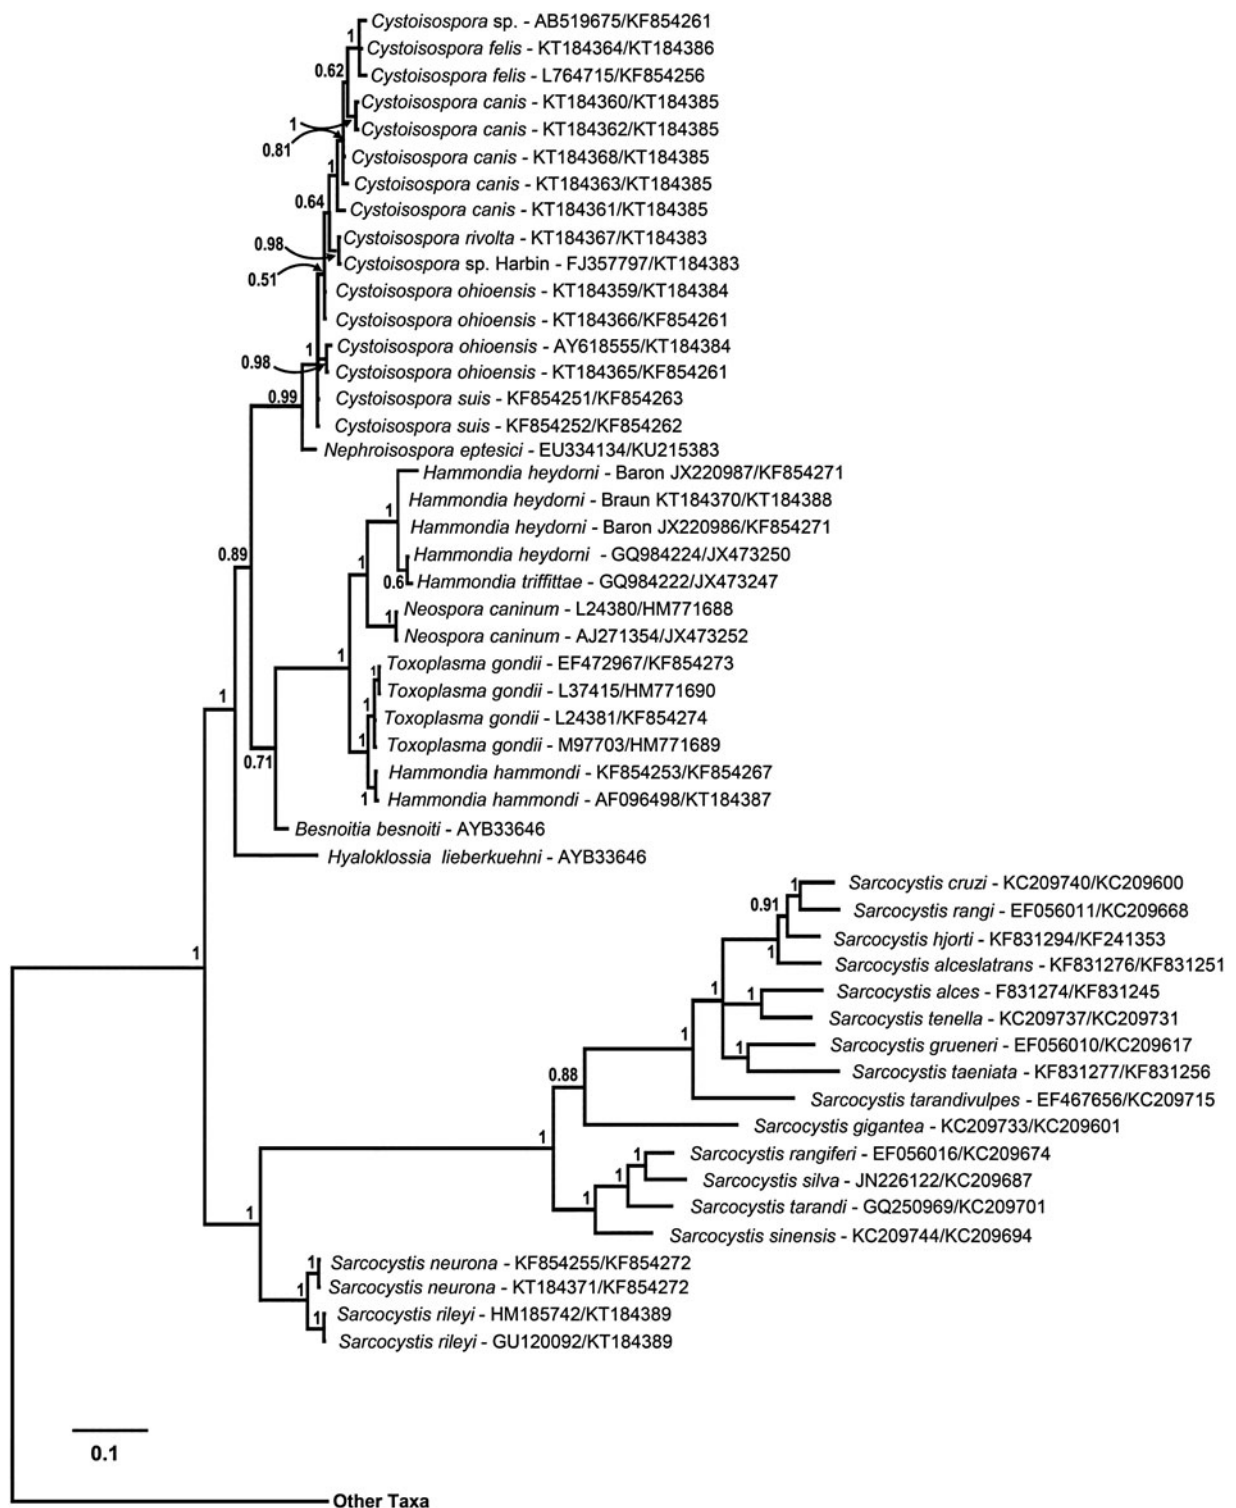 Cystoisospora sp. - AB519675/KF854261
1
Cystoisospora felis - KT184364/KT184386
0.62
Cystoisospora felis - L764715/KF854256
Cystoisospora canis - KT184360/KT184385
1
Cystoisospora canis - KT184362/KT184385
0.81
Cystoisospora canis - KT184368/KT184385
1
Cystoisospora canis - KT184363/KT184385
0.64
Cystoisospora canis - KT184361/KT184385
Cystoisospora rivolta - KT184367/KT184383
0.98
Cystoisospora sp. Harbin - FJ357797/KT184383
0.51
Cystoisospora ohioensis - KT184359/KT184384
Cystoisospora ohioensis - KT184366/KF854261
1
Cystoisospora ohioensis - AY618555/KT184384
0.98
Cystoisospora ohioensis - KT184365/KF854261
0.99
Cystoisospora suis - KF854251/KF854263
Cystoisospora suis - KF854252/KF854262
Nephroisospora eptesici - EU334134/KU215383
Hammondia heydorni - Baron JX220987/KF854271
Hammondia heydorni - Braun KT184370/KT184388
1
Hammondia heydorni - Baron JX220986/KF854271
0.89
1
Hammondia heydorni - GQ984224/JX473250
0.6
Hammondia triffittae - GQ984222/JX473247
Neospora caninum - L24380/HM771688
1
Neospora caninum - AJ271354/JX473252
1
Toxoplasma gondii - EF472967/KF854273
1
Toxoplasma gondii - L37415/HM771690
1
1
Toxoplasma gondii - L24381/KF854274
1
Toxoplasma gondii - M97703/HM771689
0.71
Hammondia hammondi - KF854253/KF854267
1
Hammondia hammondi - AF096498/KT184387
Besnoitia besnoiti - AYB33646
Hyaloklossia lieberkuehni - AYB33646
1
Sarcocystis cruzi - KC209740/KC209600
0.91
Sarcocystis rangi - EF056011/KC209668
Sarcocystis hjorti - KF831294/KF241353
1
1
Sarcocystis alceslatrans - KF831276/KF831251
1
1
Sarcocystis alces - F831274/KF831245
Sarcocystis tenella - KC209737/KC209731
1
1
Sarcocystis grueneri - EF056010/KC209617
0.88
Sarcocystis taeniata - KF831277/KF831256
Sarcocystis tarandivulpes - EF467656/KC209715
Sarcocystis gigantea - KC209733/KC209601
1
1
Sarcocystis rangiferi - EF056016/KC209674
1
Sarcocystis silva - JN226122/KC209687
1
1
Sarcocystis tarandi - GQ250969/KC209701
Sarcocystis sinensis - KC209744/KC209694
1
Sarcocystis neurona - KF854255/KF854272
1
Sarcocystis neurona - KT184371/KF854272
1
Sarcocystis rileyi - HM185742/KT184389
Sarcocystis rileyi - GU120092/KT184389
0.1
Other Taxa